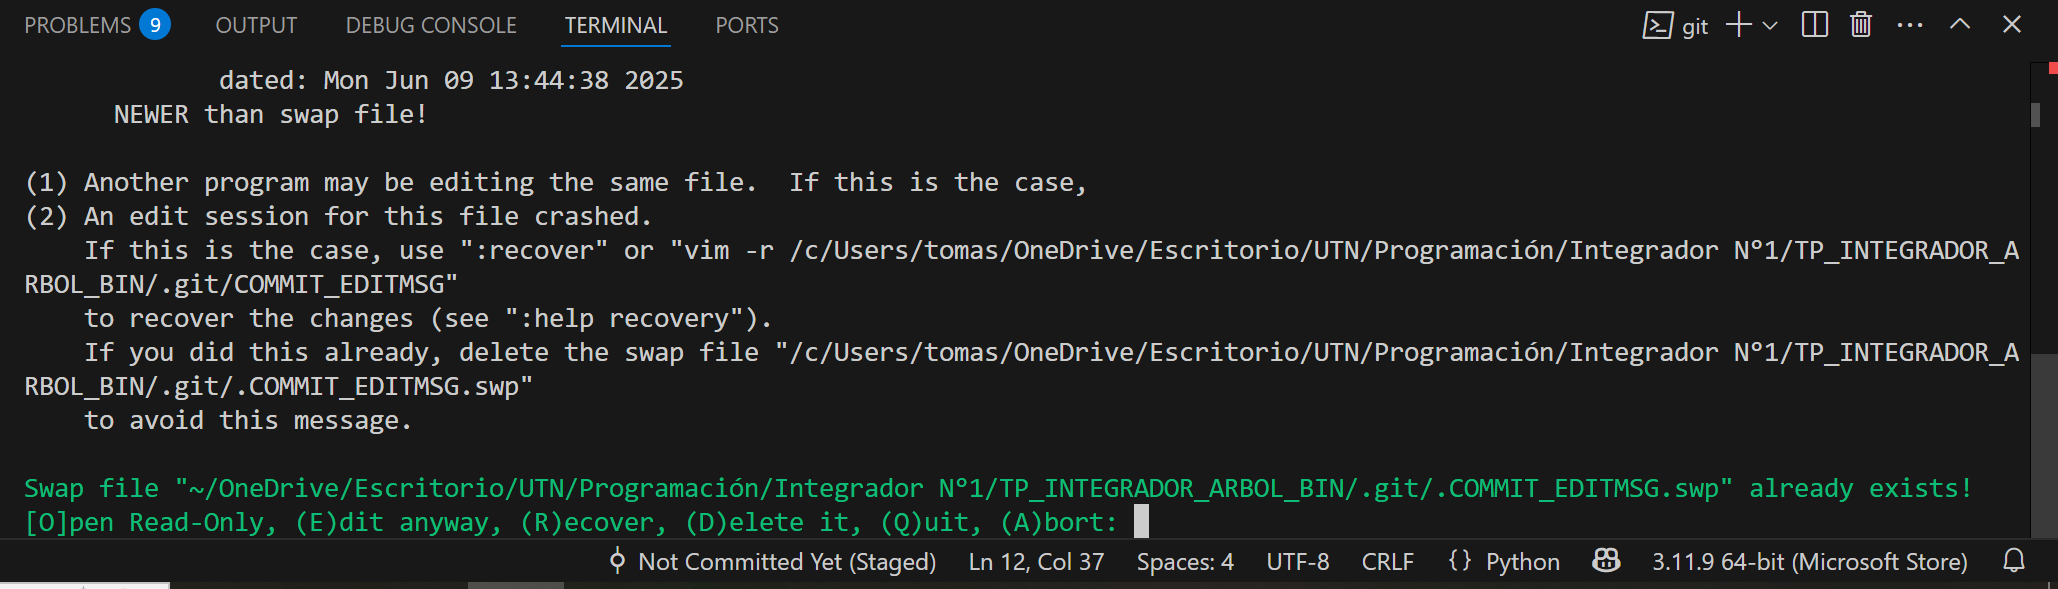 PROBLEMS 9 OUTPUT DEBUG CONSOLE TERMINAL PORTS git
dated: Mon Jun 09 13:44:38 2025
NEWER than swap file!
(1) Another program may be editing the same file.  If this is the case,
(2) An edit session for this file crashed.
If this is the case, use ":recover" or "vim -r /c/Users/tomas/OneDrive/Escritorio/UTN/Programación/Integrador N°1/TP_INTEGRADOR_A
RBOL_BIN/.git/COMMIT_EDITMSG"
to recover the changes (see ":help recovery").
If you did this already, delete the swap file "/c/Users/tomas/OneDrive/Escritorio/UTN/Programación/Integrador N°1/TP_INTEGRADOR_A
RBOL_BIN/.git/.COMMIT_EDITMSG.swp"
to avoid this message.
Swap file "~/OneDrive/Escritorio/UTN/Programación/Integrador N°1/TP_INTEGRADOR_ARBOL_BIN/.git/.COMMIT_EDITMSG.swp" already exists!
[O]pen Read-Only, (E)dit anyway, (R)ecover, (D)elete it, (Q)uit, (A)bort:
Not Committed Yet (Staged) Ln 12, Col 37 Spaces: 4 UTF-8 CRLF {} Python 3.11.9 64-bit (Microsoft Store)